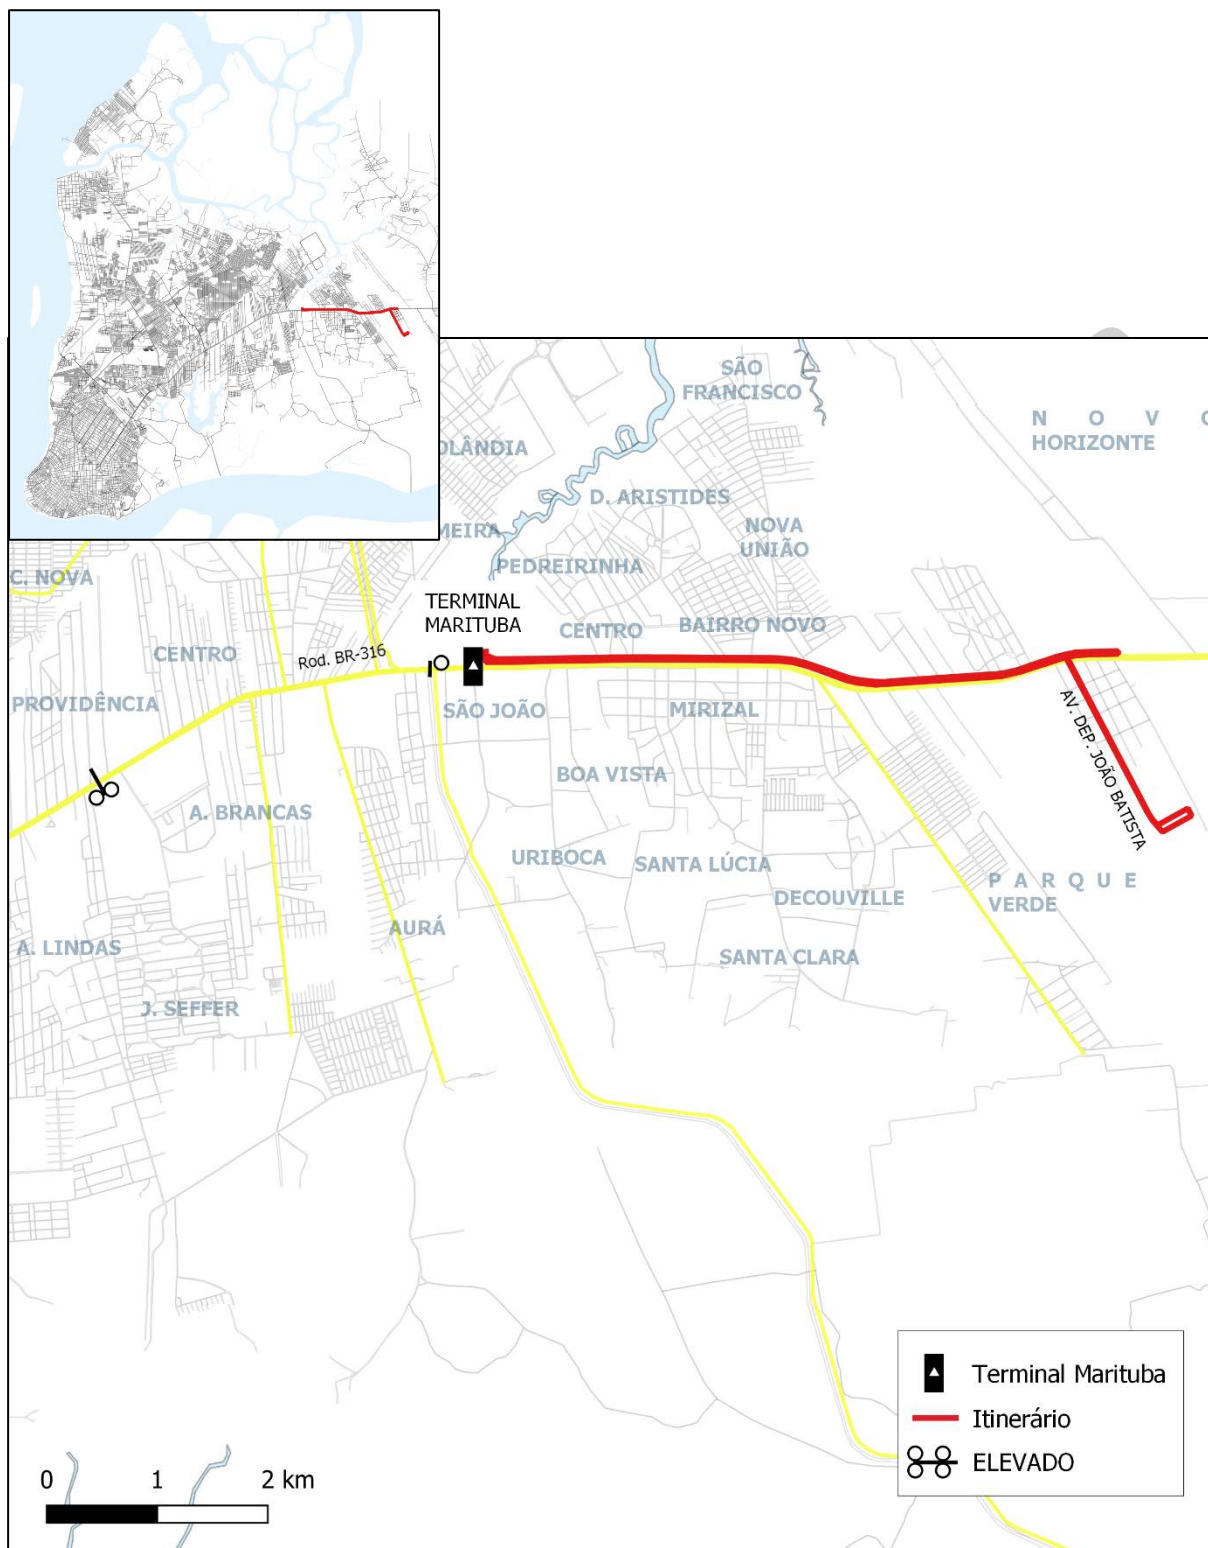 SÃO
FRANCISCO
N O V O
HORIZONTE
OLÂNDIA
D. ARISTIDES
MEIRA
NOVA
UNIÃO
PEDREIRINHA
C. NOVA
TERMINAL
MARITUBA
CENTRO
BAIRRO NOVO
CENTRO
Rod. BR-316
PROVIDÊNCIA
SÃO JOÃO
MIRIZAL
AV. DEP. JOÃO BATISTA
BOA VISTA
A. BRANCAS
URIBOCA
SANTA LÚCIA
DECOUVILLE
PARQUE
VERDE
AURÁ
A. LINDAS
SANTA CLARA
J. SEFFER
Terminal Marituba
Itinerário
ELEVADO
0 1 2 km